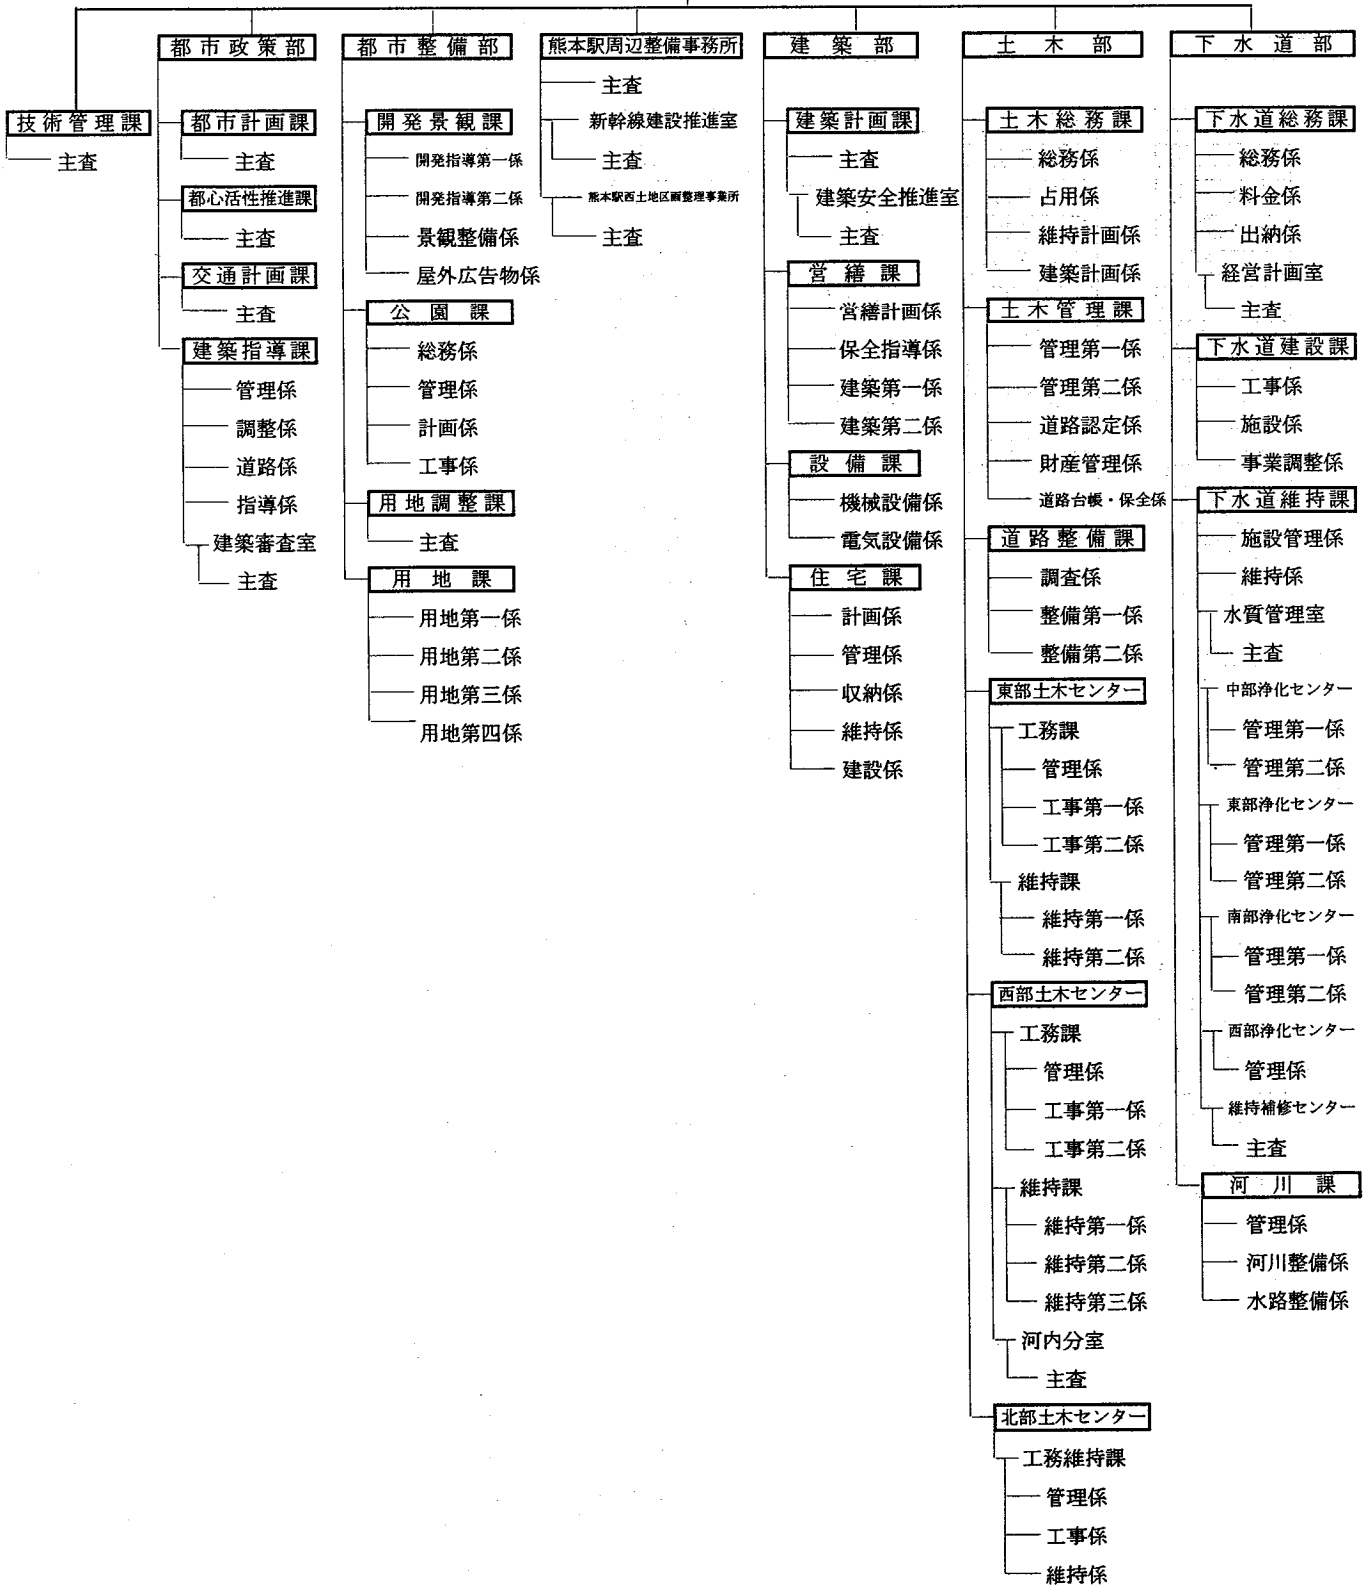 技術管理課
主査
都市政策部
都市計画課
主査
都心活性推進課
主査
交通計画課
主査
建築指導課
管理係
調整係
道路係
指導係
建築審査室
主査
都市整備部
開発景観課
開発指導第一係
開発指導第二係
景観整備係
屋外広告物係
公園課
総務係
管理係
計画係
工事係
用地調整課
主査
用地課
用地第一係
用地第二係
用地第三係
用地第四係
熊本駅周辺整備事務所
主査
新幹線建設推進室
主査
熊本駅西土地区画整理事業所
主査
建築部
建築計画課
主査
建築安全推進室
主査
営繕課
営繕計画係
保全指導係
建築第一係
建築第二係
設備課
機械設備係
電気設備係
住宅課
計画係
管理係
収納係
維持係
建設係
土木部
土木総務課
総務係
占用係
維持計画係
建築計画係
土木管理課
管理第一係
管理第二係
道路認定係
財産管理係
道路台帳・保全係
道路整備課
調査係
整備第一係
整備第二係
東部土木センター
工務課
管理係
工事第一係
工事第二係
維持課
維持第一係
維持第二係
西部土木センター
工務課
管理係
工事第一係
工事第二係
維持課
維持第一係
維持第二係
維持第三係
河内分室
主査
北部土木センター
工務維持課
管理係
工事係
維持係
下水道部
下水道総務課
総務係
料金係
出納係
経営計画室
主査
下水道建設課
工事係
施設係
事業調整係
下水道維持課
施設管理係
維持係
水質管理室
主査
中部浄化センター
管理第一係
管理第二係
東部浄化センター
管理第一係
管理第二係
南部浄化センター
管理第一係
管理第二係
西部浄化センター
管理係
維持補修センター
主査
河川課
管理係
河川整備係
水路整備係